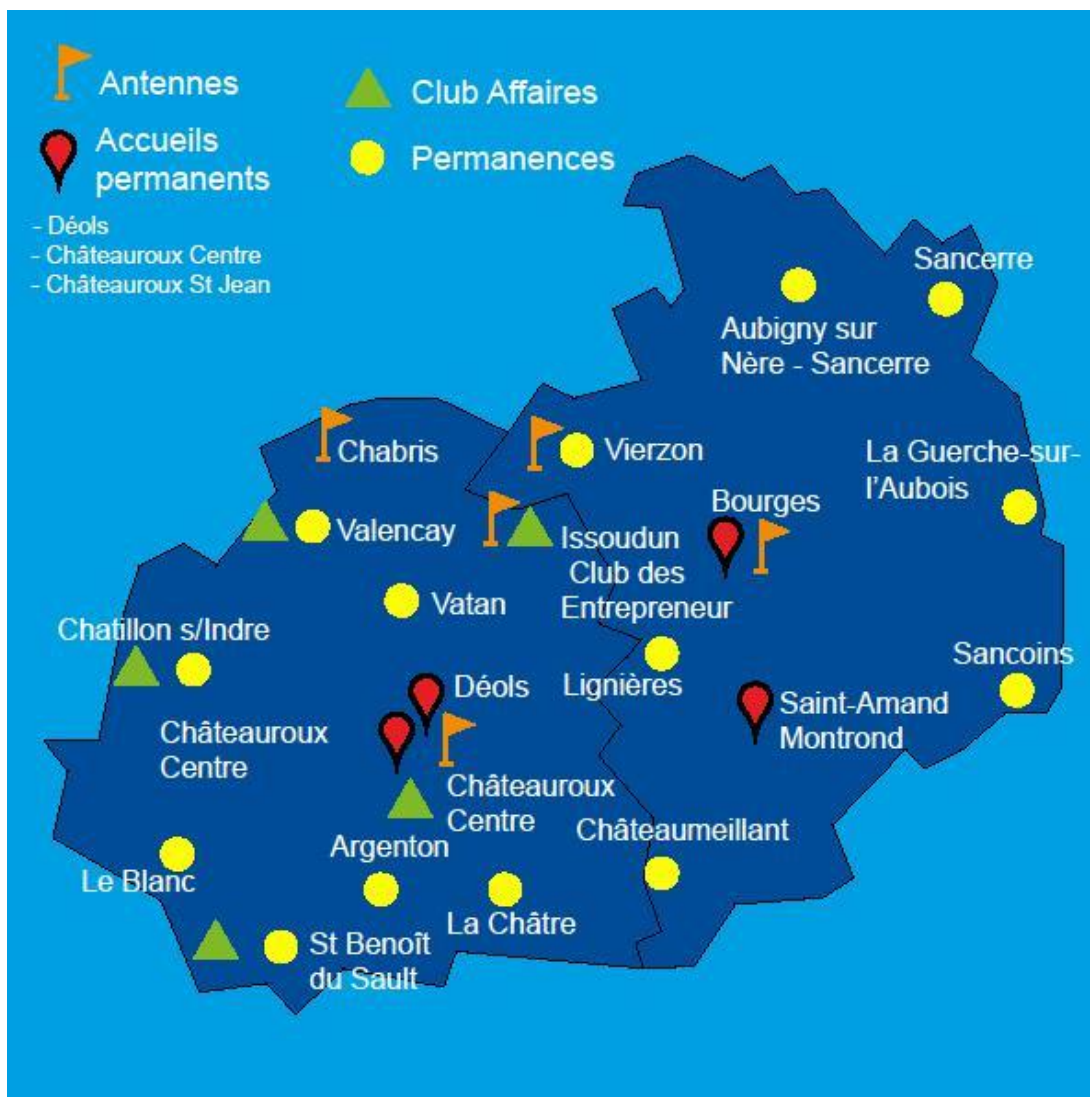 Antennes
Club Affaires
Accueils
permanents
Permanences
- Déols
- Châteauroux Centre
- Châteauroux St Jean
Sancerre
Aubigny sur
Nère - Sancerre
Chabris
Vierzon
La Guerche-sur-
l'Aubois
Bourges
Valencay
Issoudun
Club des
Entrepreneur
Vatan
Chatillon s/Indre
Lignières
Sancoins
Déols
Saint-Amand
Montrond
Châteauroux
Centre
Châteauroux
Centre
Châteaumeillant
Argenton
Le Blanc
La Châtre
St Benoît
du Sault